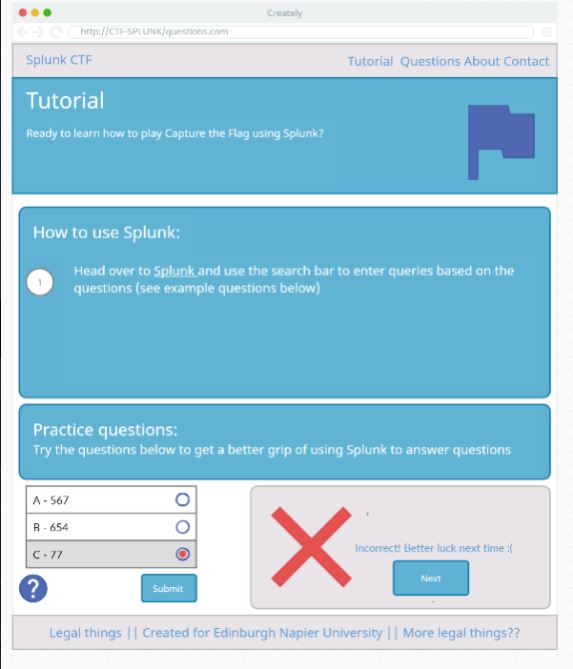 Creately
http://CTF-SPLUNK/questions.com
Splunk CTF
Tutorial Questions About Contact
Tutorial
Ready to learn how to play Capture the Flag using Splunk?
How to use Splunk:
1
Head over to Splunk and use the search bar to enter queries based on the
questions (see example questions below)
Practice questions:
Try the questions below to get a better grip of using Splunk to answer questions
A - 567
B - 654
C - 77
?
Submit
Incorrect! Better luck next time :(
Next
Legal things || Created for Edinburgh Napier University || More legal things??